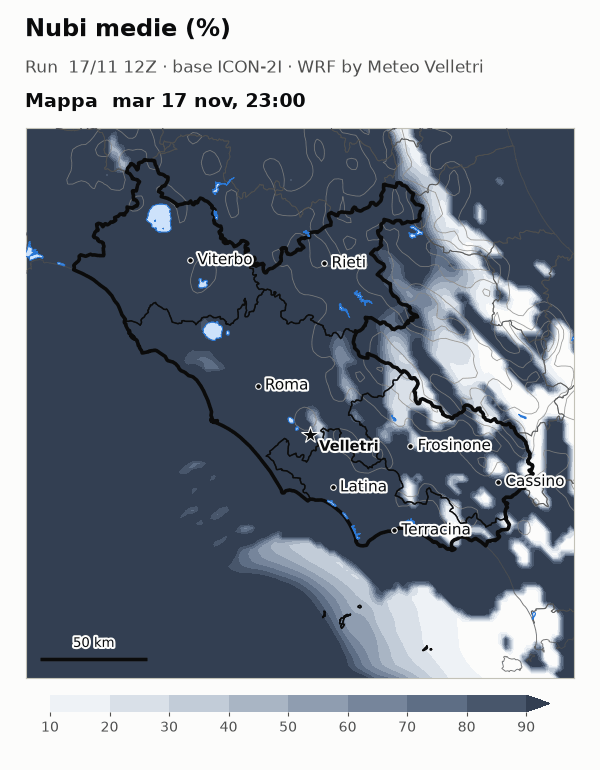 Nubi medie (%)
Run 17/11 12Z · base ICON-2I · WRF by Meteo Velletri
Mappa mar 17 nov, 23:00
Viterbo
Rieti
Roma
Velletri
Frosinone
Latina
Cassino
Terracina
50 km
10 20 30 40 50 60 70 80 90